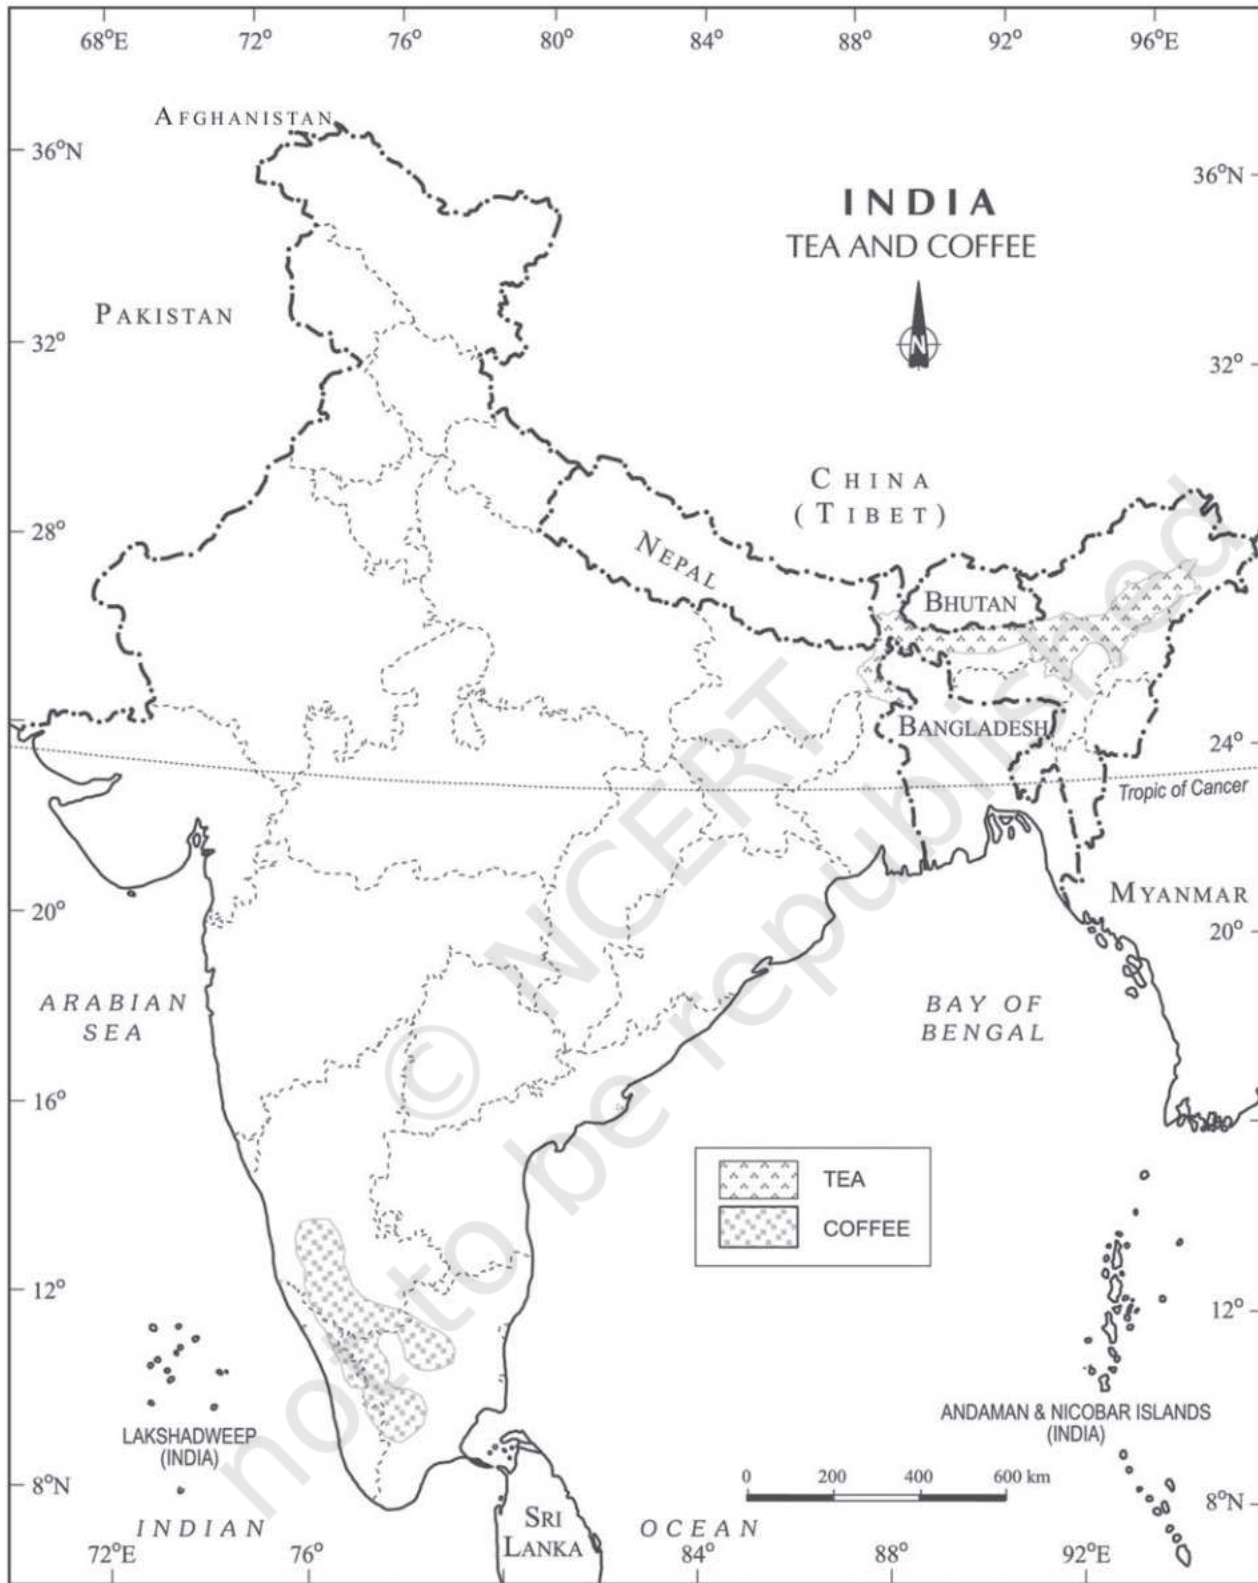 68°E 72° 76° 80° 84° 88° 92° 96°E
AFGHANISTAN
36°N
36°N
INDIA
TEA AND COFFEE
PAKISTAN
N
32°
32°
CHINA
(TIBET)
28°
NEPAL
BHUTAN
BANGLADESH
24°
Tropic of Cancer
MYANMAR
20°
20°
ARABIAN
SEA
BAY OF
BENGAL
16°
TEA
COFFEE
12°
12°
LAKSHADWEEP
(INDIA)
ANDAMAN & NICOBAR ISLANDS
(INDIA)
0 200 400 600 km
8°N
8°N
INDIAN
OCEAN
SRI
LANKA
72°E 76° 84° 88° 92°E
© NCERT
not to be republished